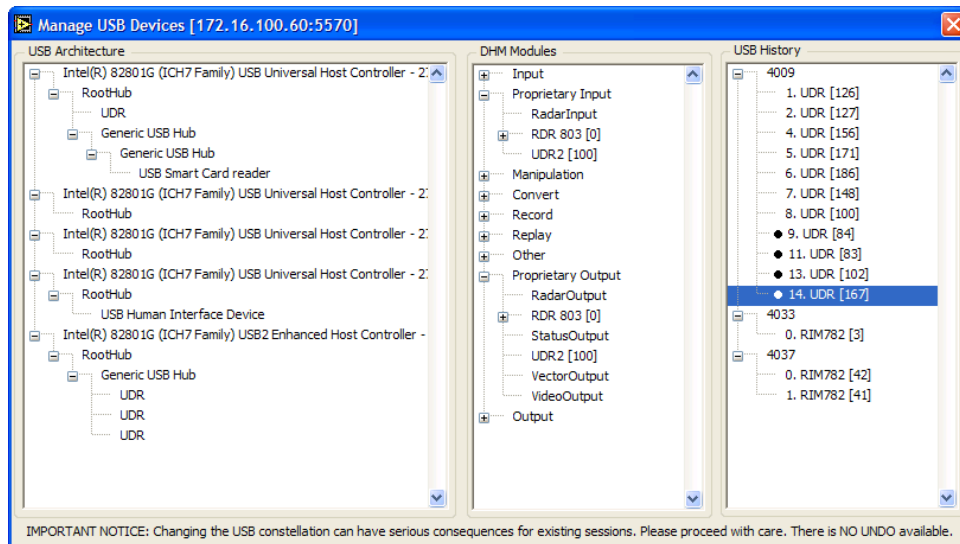 Manage USB Devices [172.16.100.60:5570]
USB Architecture
Intel(R) 82801G (ICH7 Family) USB Universal Host Controller - 2
RootHub
UDR
Generic USB Hub
Generic USB Hub
USB Smart Card reader
Intel(R) 82801G (ICH7 Family) USB Universal Host Controller - 2
RootHub
Intel(R) 82801G (ICH7 Family) USB Universal Host Controller - 2
RootHub
Intel(R) 82801G (ICH7 Family) USB Universal Host Controller - 2
RootHub
USB Human Interface Device
Intel(R) 82801G (ICH7 Family) USB2 Enhanced Host Controller -
RootHub
Generic USB Hub
UDR
UDR
UDR
DHM Modules
Input
Proprietary Input
RadarInput
RDR 803 [0]
UDR2 [100]
Manipulation
Convert
Record
Replay
Other
Proprietary Output
RadarOutput
RDR 803 [0]
StatusOutput
UDR2 [100]
VectorOutput
VideoOutput
Output
USB History
4009
1. UDR [126]
2. UDR [127]
4. UDR [156]
5. UDR [171]
6. UDR [186]
7. UDR [148]
8. UDR [100]
9. UDR [84]
11. UDR [83]
13. UDR [102]
14. UDR [167]
4033
0. RIM782 [3]
4037
0. RIM782 [42]
1. RIM782 [41]
IMPORTANT NOTICE: Changing the USB constellation can have serious consequences for existing sessions. Please proceed with care. There is NO UNDO available.